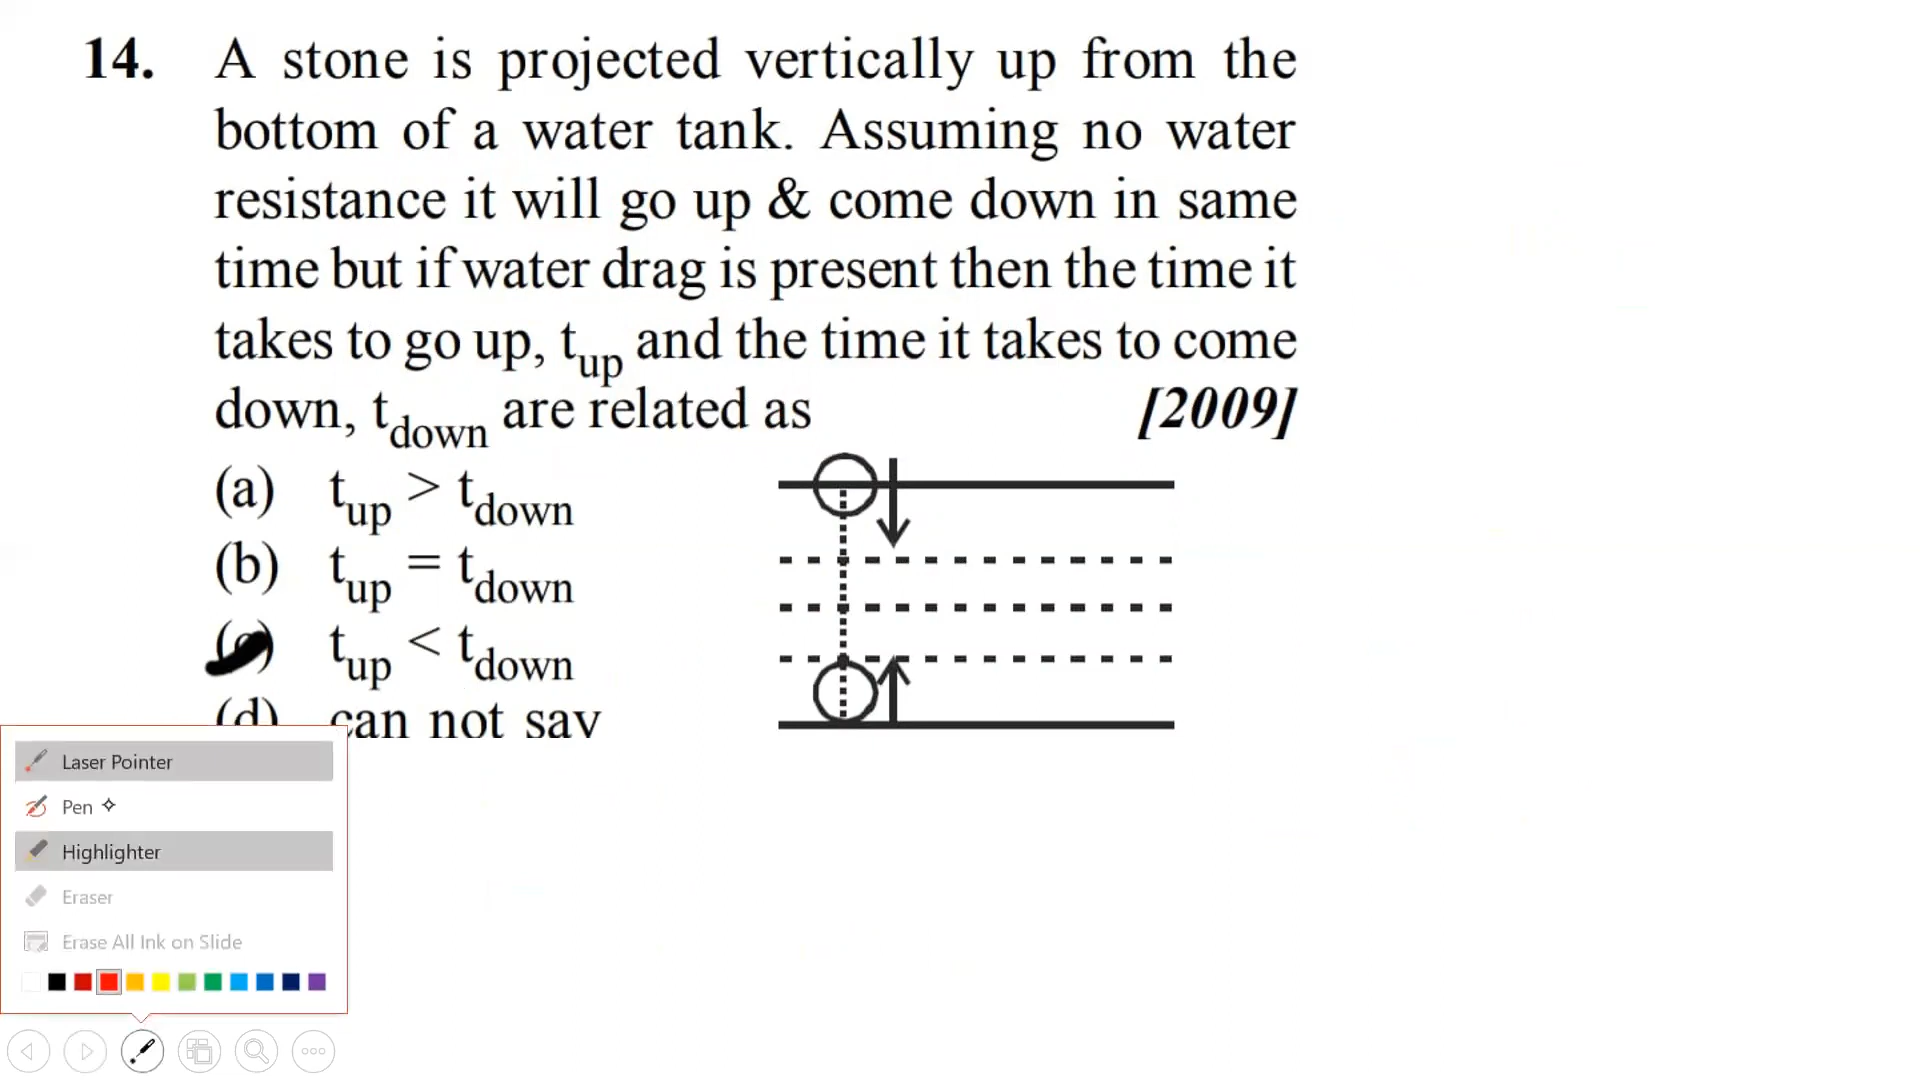 14. A stone is projected vertically up from the
bottom of a water tank. Assuming no water
resistance it will go up & come down in same
time but if water drag is present then the time it
takes to go up, tup and the time it takes to come
down, tdown are related as [2009]
(a) tup > tdown
(b) tup = tdown
tup < tdown
(d) can not say
Laser Pointer
Pen
Highlighter
Eraser
Erase All Ink on Slide